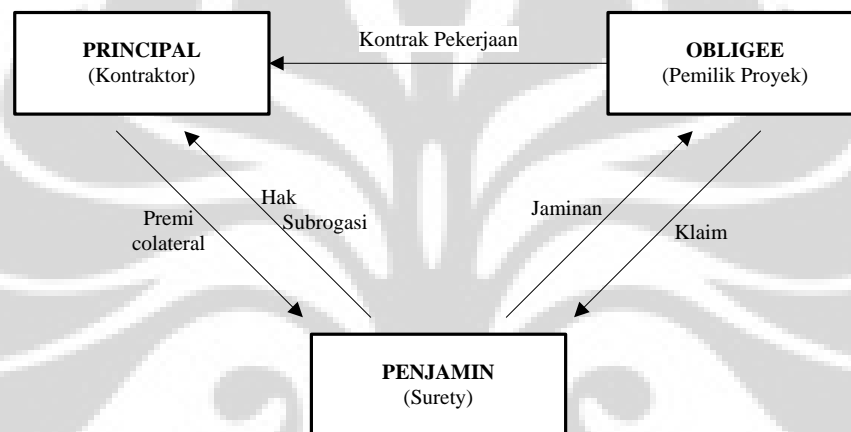 PRINCIPAL
(Kontraktor)
Kontrak Pekerjaan
OBLIGEE
(Pemilik Proyek)
Premi
colateral
Hak
Subrogasi
Jaminan
Klaim
PENJAMIN
(Surety)